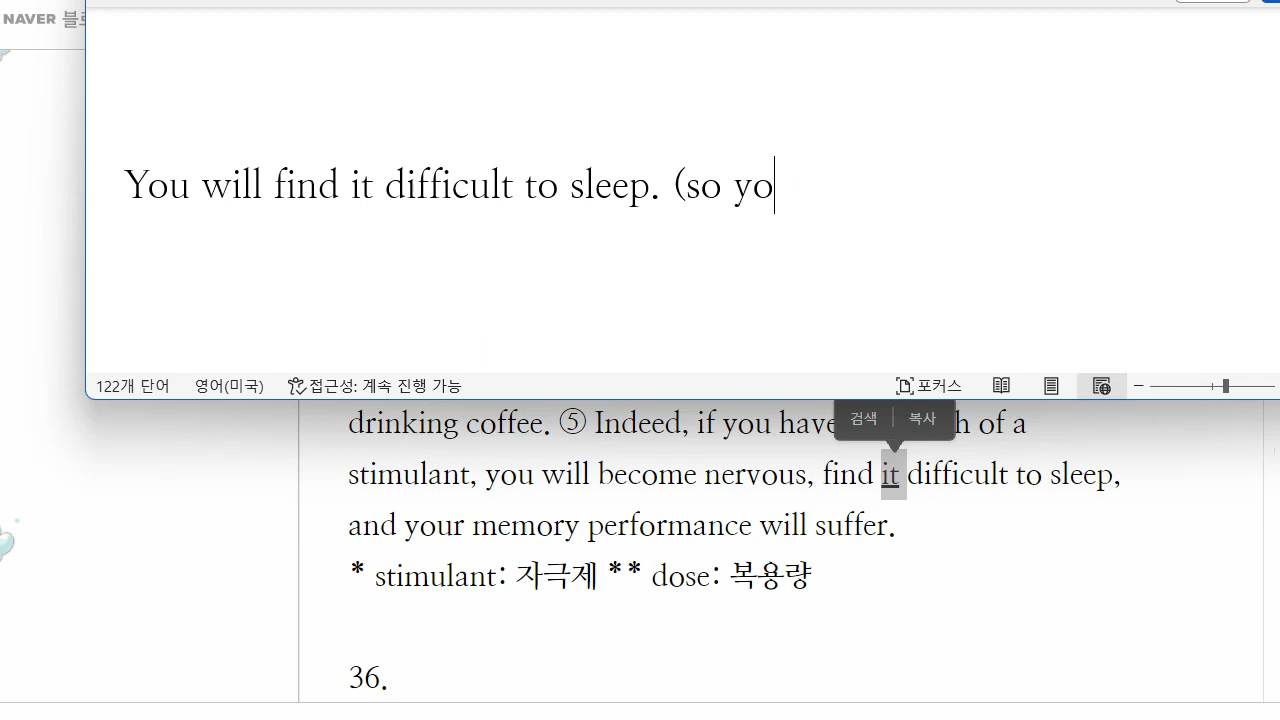 NAVER 블로
You will find it difficult to sleep. (so yo
122개 단어 영어(미국) 접근성: 계속 진행 가능 포커스
검색 복사
drinking coffee. ⑤ Indeed, if you have h of a
stimulant, you will become nervous, find it difficult to sleep,
and your memory performance will suffer.
* stimulant: 자극제 ** dose: 복용량
36.